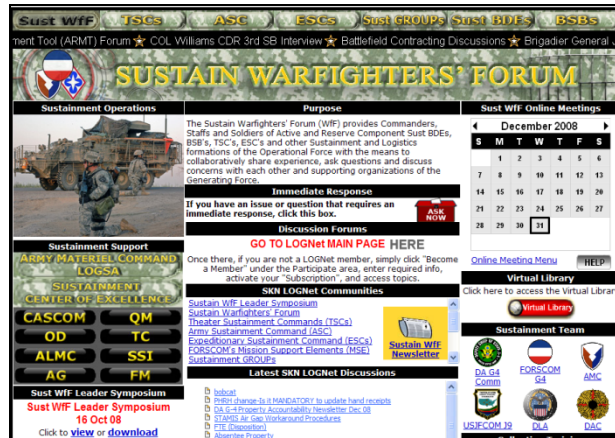 Sust WfF TSCs ASC ESCs Sust GROUPs Sust BDEs BSBs
ment Tool (ARMT) Forum COL Williams CDR 3rd SB Interview Battlefield Contracting Discussions Brigadier General J
SUSTAIN WARFIGHTERS' FORUM
Sustainment Operations
Sustainment Support
ARMY MATERIEL COMMAND
LOGSA
SUSTAINMENT
CENTER OF EXCELLENCE
CASCOM QM
OD TC
ALMC SSI
AG FM
Sust WfF Leader Symposium
Sust WfF Leader Symposium
16 Oct 08
Click to view or download
Purpose
The Sustain Warfighters' Forum (WfF) provides Commanders,
Staffs and Soldiers of Active and Reserve Component Sust BDEs,
BSB's, TSC's, ESC's and other Sustainment and Logistics
formations of the Operational Force with the means to
collaboratively share experience, ask questions and discuss
concerns with each other and supporting organizations of the
Generating Force.
Immediate Response
If you have an issue or question that requires an
immediate response, click this box.
ASK
NOW
Discussion Forums
GO TO LOGNet MAIN PAGE HERE
Once there, if you are not a LOGNet member, simply click "Become
a Member" under the Participate area, enter required info,
activate your "Subscription", and access topics.
SKN LOGNet Communities
Sustain WfF Leader Symposium
Sustain Warfighters' Forum
Theater Sustainment Commands (TSCs)
Army Sustainment Command (ASC)
Expeditionary Sustainment Command (ESCs)
FORSCOM's Mission Support Elements (MSE)
Sustainment GROUPs
Sustain WfF
Newsletter
Latest SKN LOGNet Discussions
bobcat
PHRH change-Is it MANDATORY to update hand receipts
DA G-4 Property Accountability Newsletter Dec 08
STAMIS Air Gap Workaround Procedures
FTE (Disposition)
Absentee Property
Sust WfF Online Meetings
December 2008
S M T W T F S
1 2 3 4 5 6
7 8 9 10 11 12 13
14 15 16 17 18 19 20
21 22 23 24 25 26 27
28 29 30 31
Online Meeting Menu HELP
Virtual Library
Click here to access the Virtual Librar
Virtual Library
Sustainment Team
DA G4
Comm
FORSCOM
G4
AMC
USJFCOM J9 DLA DAC